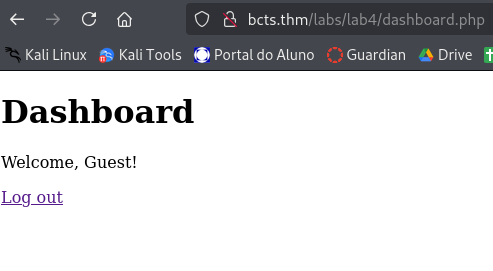 bcts.thm/labs/lab4/dashboard.php
Kali Linux Kali Tools Portal do Aluno Guardian Drive
Dashboard
Welcome, Guest!
Log out